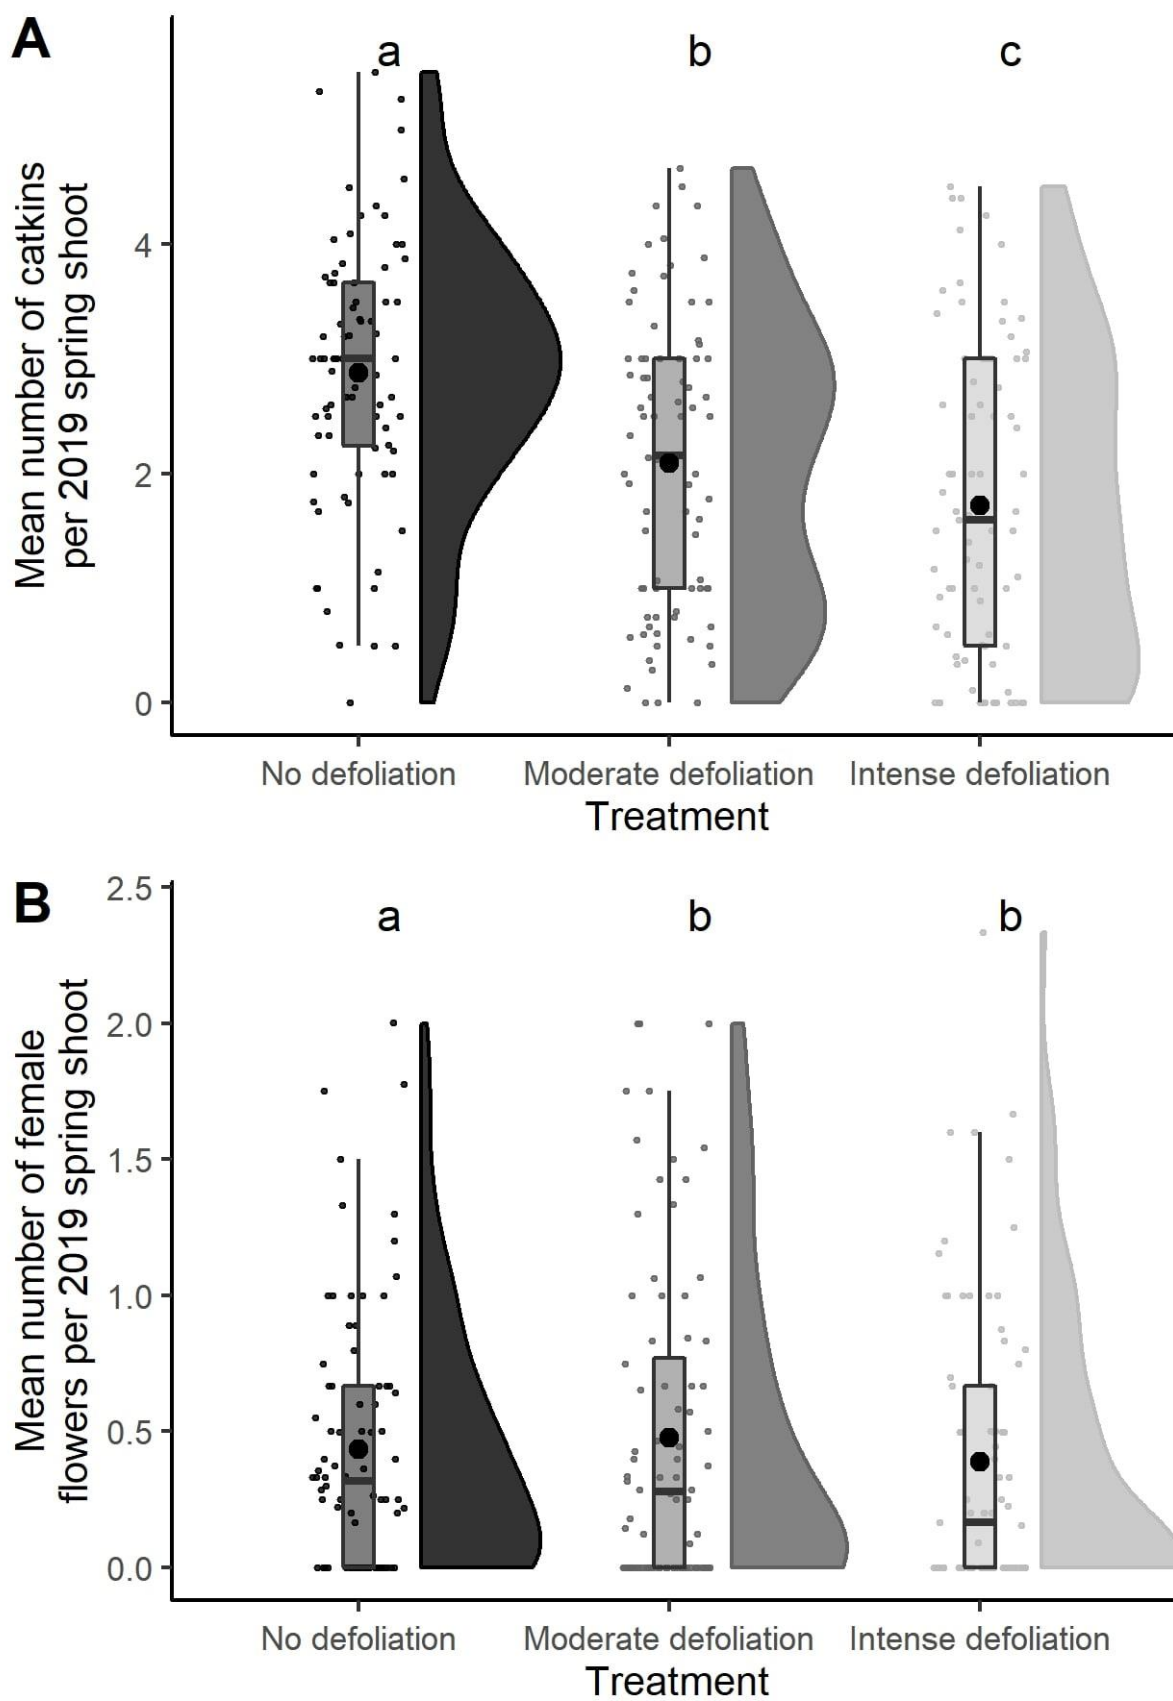 A
a b c
Mean number of catkins
per 2019 spring shoot
4
2
0
No defoliation Moderate defoliation Intense defoliation
Treatment
B
a b b
Mean number of female
flowers per 2019 spring shoot
2.5
2.0
1.5
1.0
0.5
0.0
No defoliation Moderate defoliation Intense defoliation
Treatment